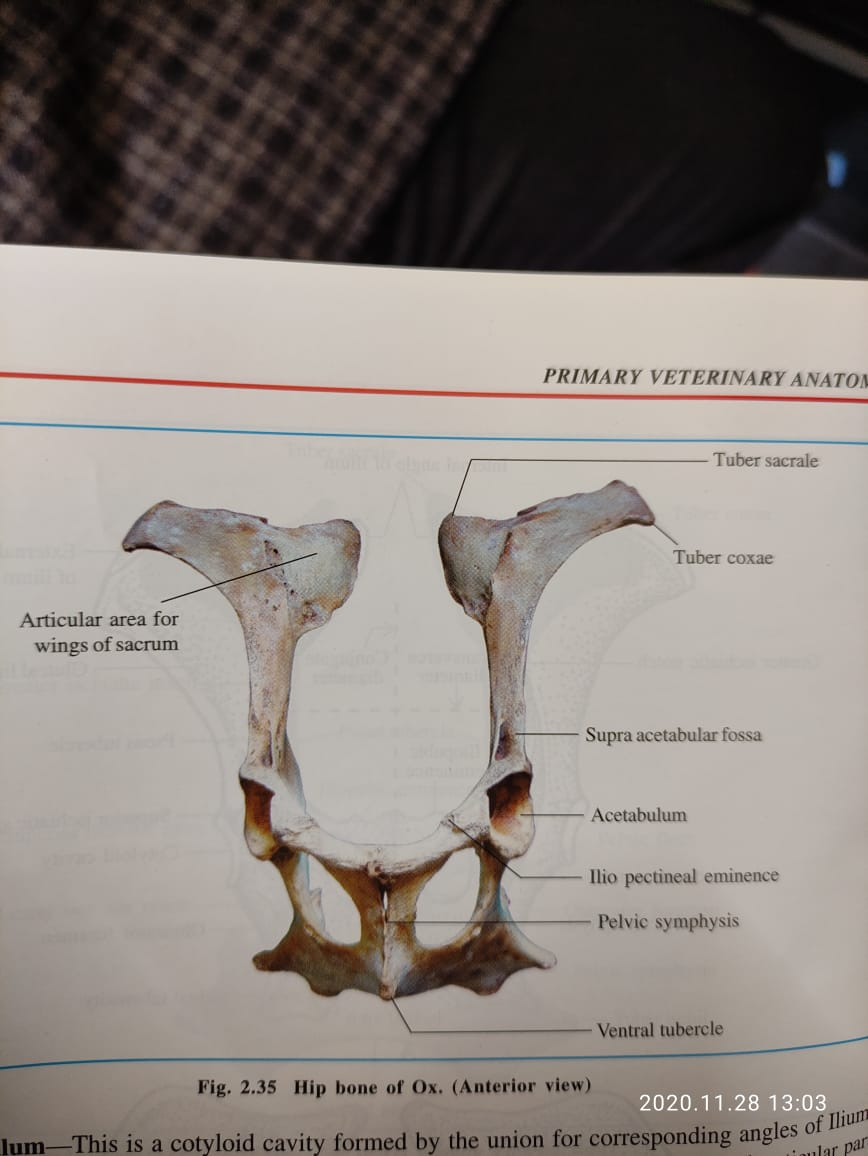 PRIMARY VETERINARY ANATOM
Tuber sacrale
Tuber coxae
Articular area for
wings of sacrum
Supra acetabular fossa
Acetabulum
Ilio pectineal eminence
Pelvic symphysis
Ventral tubercle
Fig. 2.35 Hip bone of Ox. (Anterior view)
2020.11.28 13:03
lum—This is a cotyloid cavity formed by the union for corresponding angles of Ilium